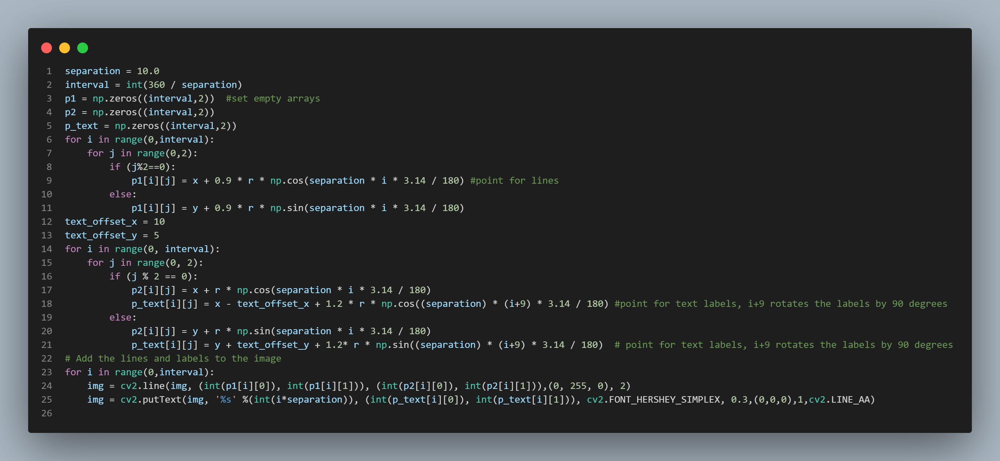 1 separation = 10.0
2 interval = int(360 / separation)
3 p1 = np.zeros((interval,2))  #set empty arrays
4 p2 = np.zeros((interval,2))
5 p_text = np.zeros((interval,2))
6 for i in range(0,interval):
7     for j in range(0,2):
8         if (j%2==0):
9             p1[i][j] = x + 0.9 * r * np.cos(separation * i * 3.14 / 180) #point for lines
10         else:
11             p1[i][j] = y + 0.9 * r * np.sin(separation * i * 3.14 / 180)
12 text_offset_x = 10
13 text_offset_y = 5
14 for i in range(0, interval):
15     for j in range(0, 2):
16         if (j % 2 == 0):
17             p2[i][j] = x + r * np.cos(separation * i * 3.14 / 180)
18             p_text[i][j] = x - text_offset_x + 1.2 * r * np.cos((separation) * (i+9) * 3.14 / 180) #point for text labels, i+9 rotates the labels by 90 degrees
19         else:
20             p2[i][j] = y + r * np.sin(separation * i * 3.14 / 180)
21             p_text[i][j] = y + text_offset_y + 1.2* r * np.sin((separation) * (i+9) * 3.14 / 180)  # point for text labels, i+9 rotates the labels by 90 degrees
22 # Add the lines and labels to the image
23 for i in range(0,interval):
24     img = cv2.line(img, (int(p1[i][0]), int(p1[i][1])), (int(p2[i][0]), int(p2[i][1])),(0, 255, 0), 2)
25     img = cv2.putText(img, '%s' %(int(i*separation)), (int(p_text[i][0]), int(p_text[i][1])), cv2.FONT_HERSHEY_SIMPLEX, 0.3,(0,0,0),1,cv2.LINE_AA)
26